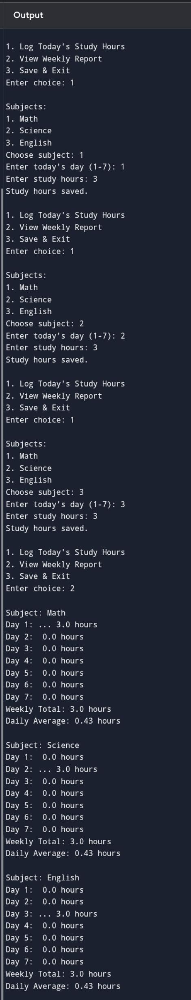 Output
1. Log Today's Study Hours
2. View Weekly Report
3. Save & Exit
Enter choice: 1
Subjects:
1. Math
2. Science
3. English
Choose subject: 1
Enter today's day (1-7): 1
Enter study hours: 3
Study hours saved.
1. Log Today's Study Hours
2. View Weekly Report
3. Save & Exit
Enter choice: 1
Subjects:
1. Math
2. Science
3. English
Choose subject: 2
Enter today's day (1-7): 2
Enter study hours: 3
Study hours saved.
1. Log Today's Study Hours
2. View Weekly Report
3. Save & Exit
Enter choice: 1
Subjects:
1. Math
2. Science
3. English
Choose subject: 3
Enter today's day (1-7): 3
Enter study hours: 3
Study hours saved.
1. Log Today's Study Hours
2. View Weekly Report
3. Save & Exit
Enter choice: 2
Subject: Math
Day 1: ... 3.0 hours
Day 2:  0.0 hours
Day 3:  0.0 hours
Day 4:  0.0 hours
Day 5:  0.0 hours
Day 6:  0.0 hours
Day 7:  0.0 hours
Weekly Total: 3.0 hours
Daily Average: 0.43 hours
Subject: Science
Day 1:  0.0 hours
Day 2: ... 3.0 hours
Day 3:  0.0 hours
Day 4:  0.0 hours
Day 5:  0.0 hours
Day 6:  0.0 hours
Day 7:  0.0 hours
Weekly Total: 3.0 hours
Daily Average: 0.43 hours
Subject: English
Day 1:  0.0 hours
Day 2:  0.0 hours
Day 3: ... 3.0 hours
Day 4:  0.0 hours
Day 5:  0.0 hours
Day 6:  0.0 hours
Day 7:  0.0 hours
Weekly Total: 3.0 hours
Daily Average: 0.43 hours